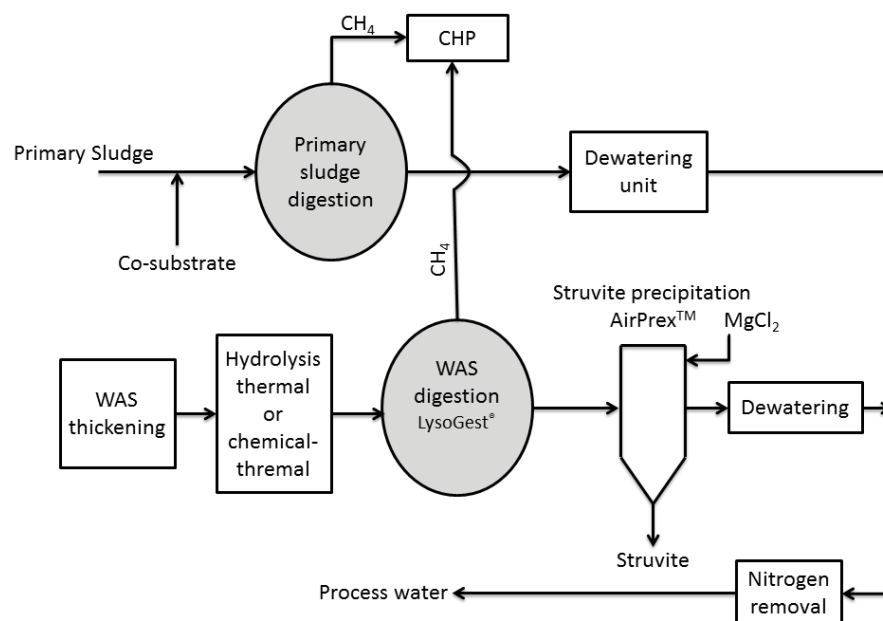 CH₄
CHP
Primary Sludge
Primary
sludge
digestion
Dewatering
unit
Co-substrate
CH₄
Struvite precipitation
AirPrex™ MgCl₂
WAS
thickening
Hydrolysis
thermal
or
chemical-
thremal
WAS
digestion
LysoGest®
Dewatering
Struvite
Process water
Nitrogen
removal